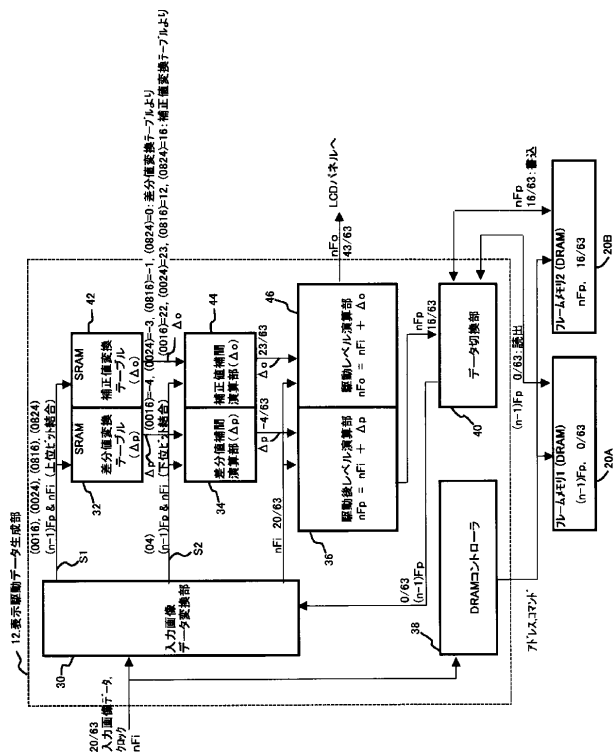 12.表示駆動データ生成部
(0016), (0024), (0816), (0824)
(n-1)Fp & nFi (上位ビット結合)
S1
SRAM
差分値変換
テーブル
(Δp)
32
SRAM
補正値変換
テーブル
(Δo)
42
Δp
(0016)=-4, (0024)=-3, (0816)=-1, (0824)=0: 差分値変換テーブルより
Δo
(0016)=22, (0024)=23, (0816)=12, (0824)=16: 補正値変換テーブルより
(04)
(n-1)Fp & nFi (下位ビット結合)
S2
差分値補間
演算部(Δp)
34
補正値補間
演算部(Δo)
44
Δp -4/63
Δo 23/63
nFi 20/63
駆動後レベル演算部
nFp = nFi + Δp
36
駆動レベル演算部
nFo = nFi + Δo
46
nFo
43/63
LCDパネルへ
20/63
入力画像データ,
クロック
nFi
入力画像
データ変換部
30
0/63
(n-1)Fp
nFp
16/63
データ切換部
40
DRAMコントローラ
38
アドレス,コマンド
(n-1)Fp 0/63:読出
nFp
16/63:書込
フレームメモリ1 (DRAM)
(n-1)Fp, 0/63
20A
フレームメモリ2 (DRAM)
nFp, 16/63
20B